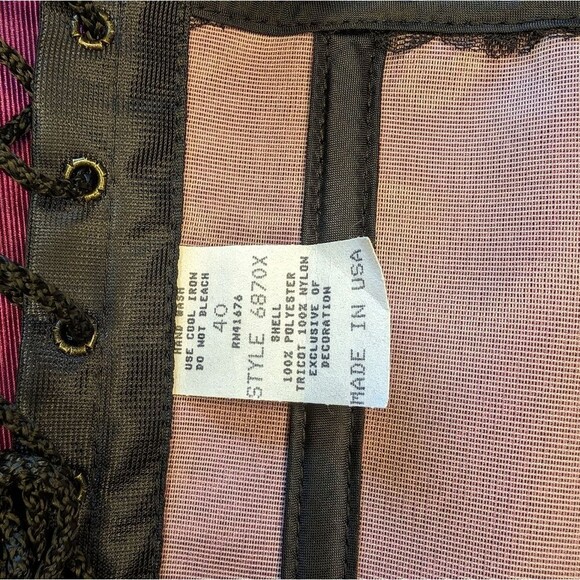 HAND WASH
USE COOL IRON
DO NOT BLEACH
40
RN41676
STYLE 6870X
SHELL
100% POLYESTER
TRICOT 100% NYLON
EXCLUSIVE OF
DECORATION
MADE IN USA